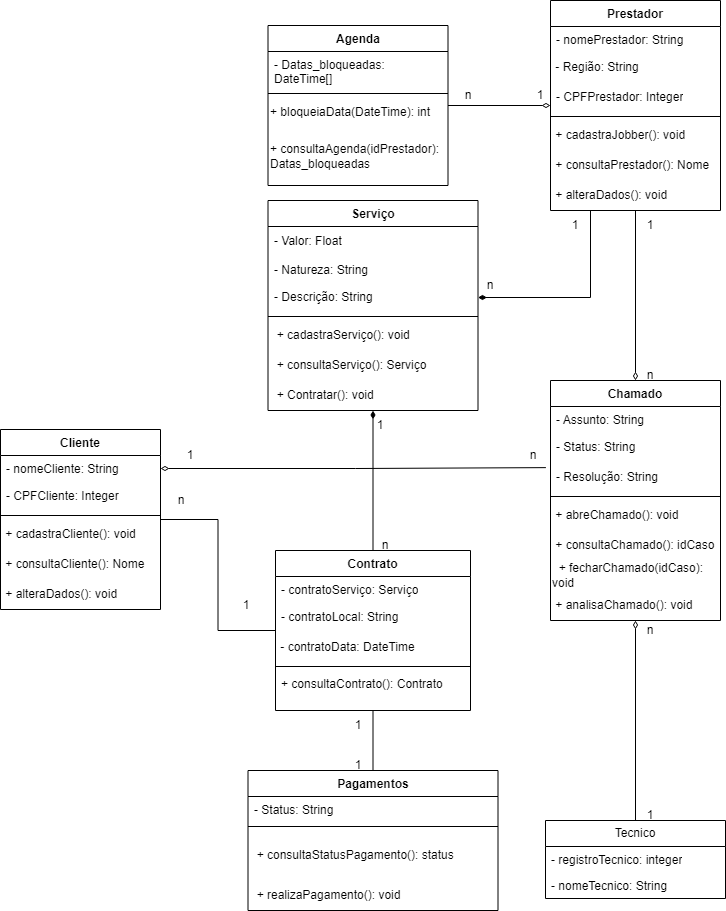 Prestador
- nomePrestador: String
- Região: String
- CPFPrestador: Integer
+ cadastraJobber(): void
+ consultaPrestador(): Nome
+ alteraDados(): void
Agenda
- Datas_bloqueadas:
DateTime[]
+ bloqueiaData(DateTime): int
+ consultaAgenda(idPrestador):
Datas_bloqueadas
n
1
Serviço
- Valor: Float
- Natureza: String
- Descrição: String
+ cadastraServiço(): void
+ consultaServiço(): Serviço
+ Contratar(): void
1
n
1
n
Chamado
- Assunto: String
- Status: String
- Resolução: String
+ abreChamado(): void
+ consultaChamado(): idCaso
+ fecharChamado(idCaso):
void
+ analisaChamado(): void
Cliente
- nomeCliente: String
- CPFCliente: Integer
+ cadastraCliente(): void
+ consultaCliente(): Nome
+ alteraDados(): void
1
n
1
n
n
1
Contrato
- contratoServiço: Serviço
- contratoLocal: String
- contratoData: DateTime
+ consultaContrato(): Contrato
1
1
Pagamentos
- Status: String
+ consultaStatusPagamento(): status
+ realizaPagamento(): void
n
1
Tecnico
- registroTecnico: integer
- nomeTecnico: String